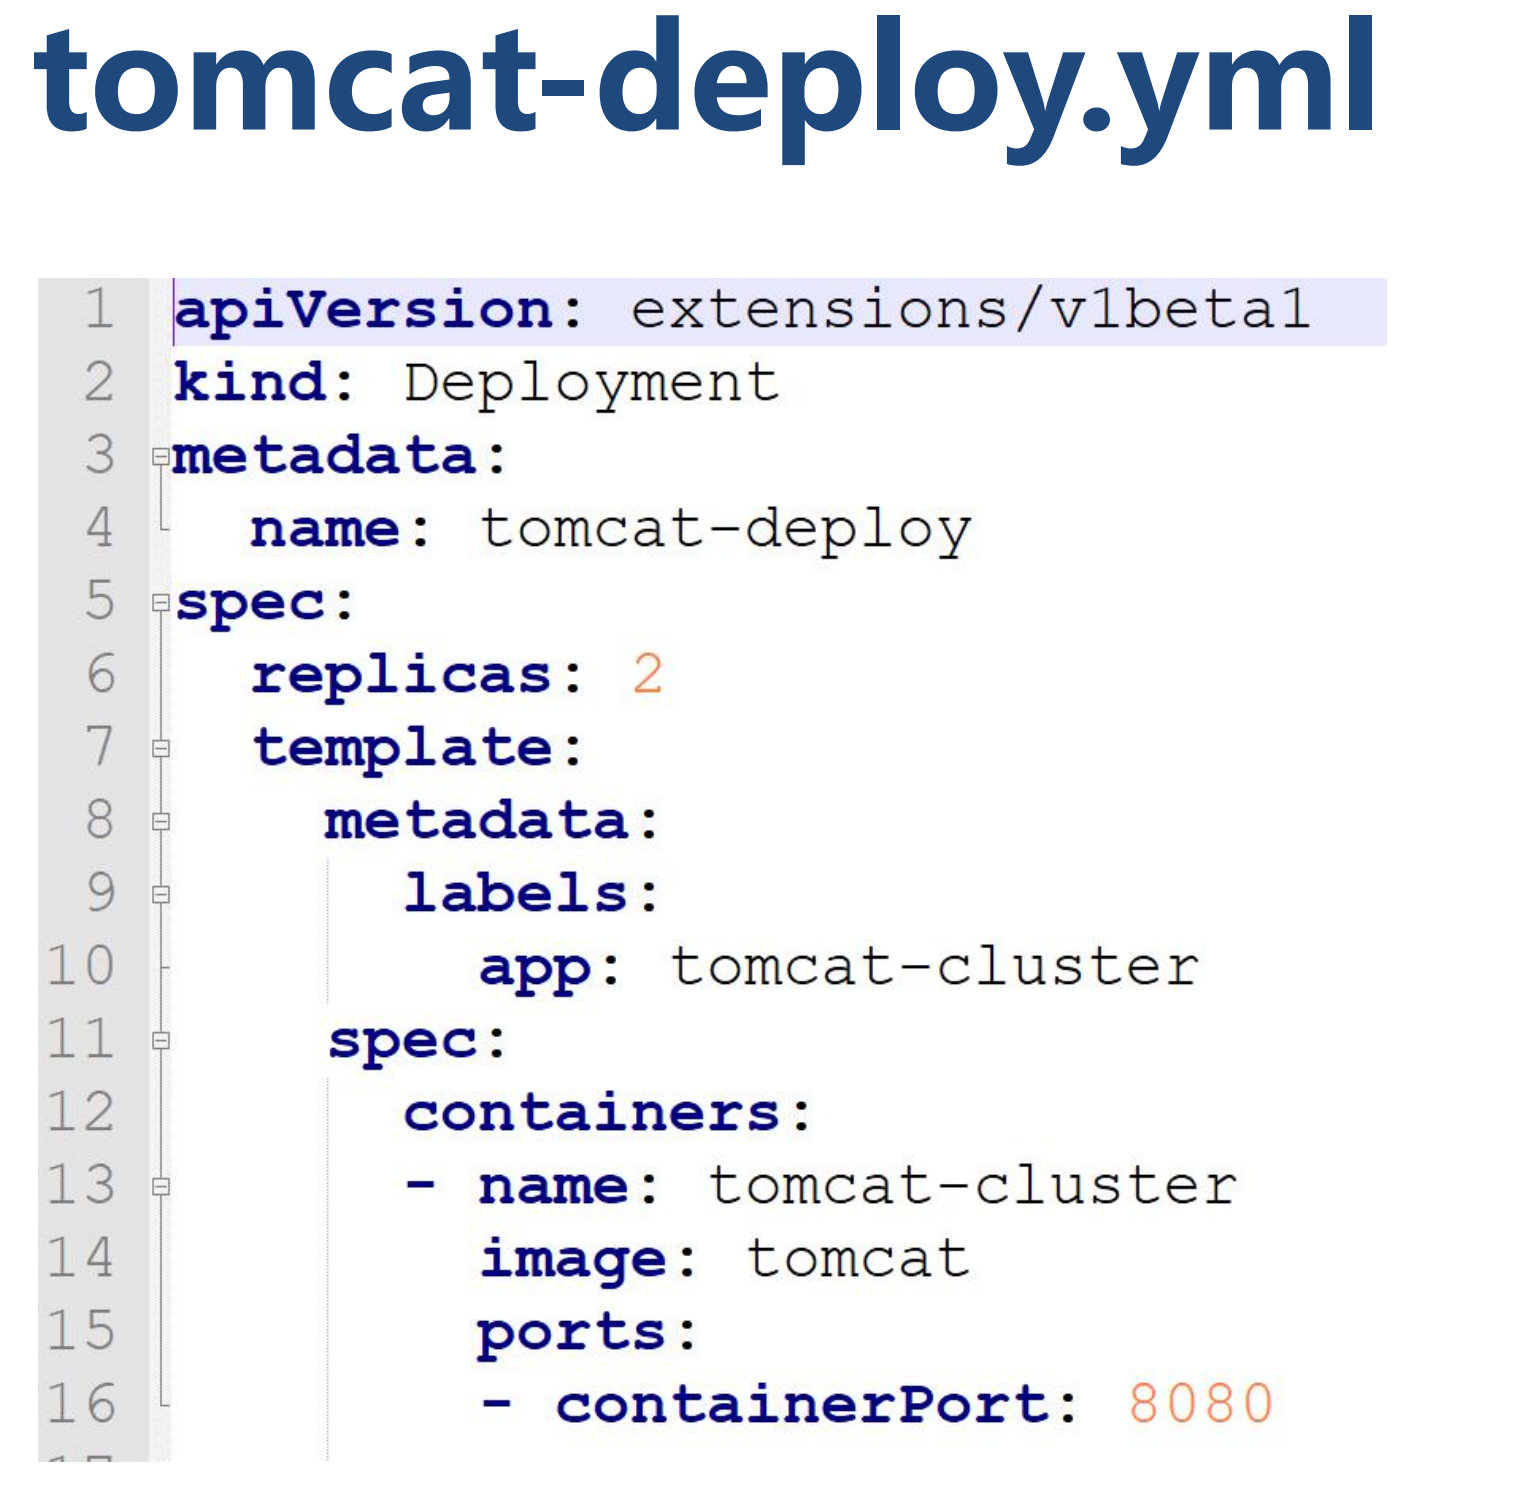 tomcat-deploy.yml
1 apiVersion: extensions/v1beta1
2 kind: Deployment
3 metadata:
4   name: tomcat-deploy
5 spec:
6   replicas: 2
7   template:
8     metadata:
9       labels:
10         app: tomcat-cluster
11     spec:
12       containers:
13       - name: tomcat-cluster
14         image: tomcat
15         ports:
16         - containerPort: 8080